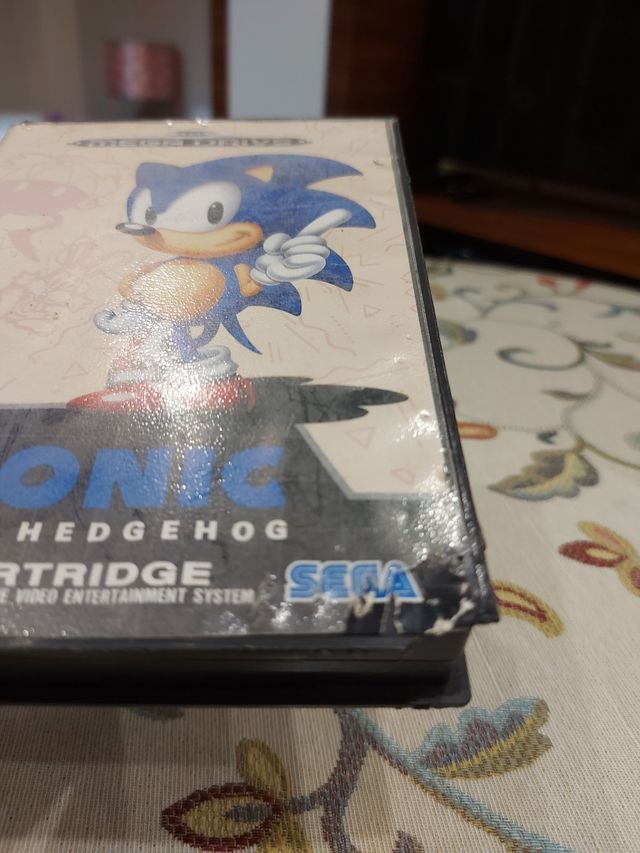 MEGA DRIVE
ONIC
HEDGEHOG
RTRIDGE
E VIDEO ENTERTAINMENT SYSTEM
SEGA